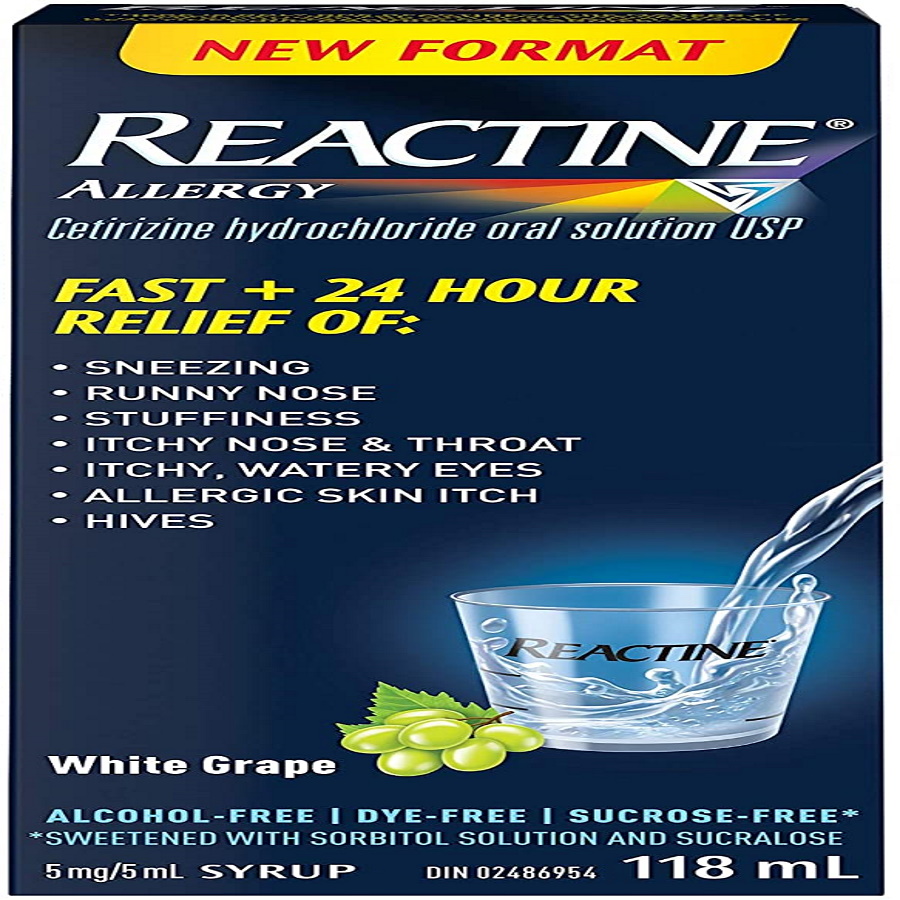 NEW FORMAT
REACTINE®
ALLERGY
Cetirizine hydrochloride oral solution USP
FAST + 24 HOUR
RELIEF OF:
• SNEEZING
• RUNNY NOSE
• STUFFINESS
• ITCHY NOSE & THROAT
• ITCHY, WATERY EYES
• ALLERGIC SKIN ITCH
• HIVES
REACTINE
White Grape
ALCOHOL-FREE | DYE-FREE | SUCROSE-FREE*
*SWEETENED WITH SORBITOL SOLUTION AND SUCRALOSE
5 mg/5 mL SYRUP DIN 02486954 118 mL